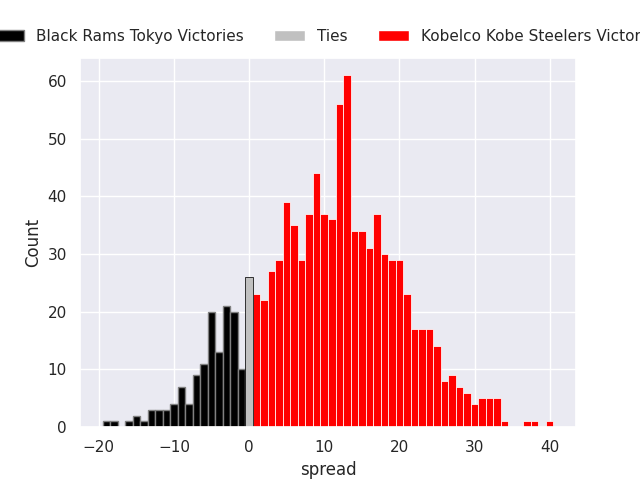 Black Rams Tokyo Victories Ties Kobelco Kobe Steelers Victor
60
50
40
30
20
10
0
Count
−20 −10 0 10 20 30 40
spread